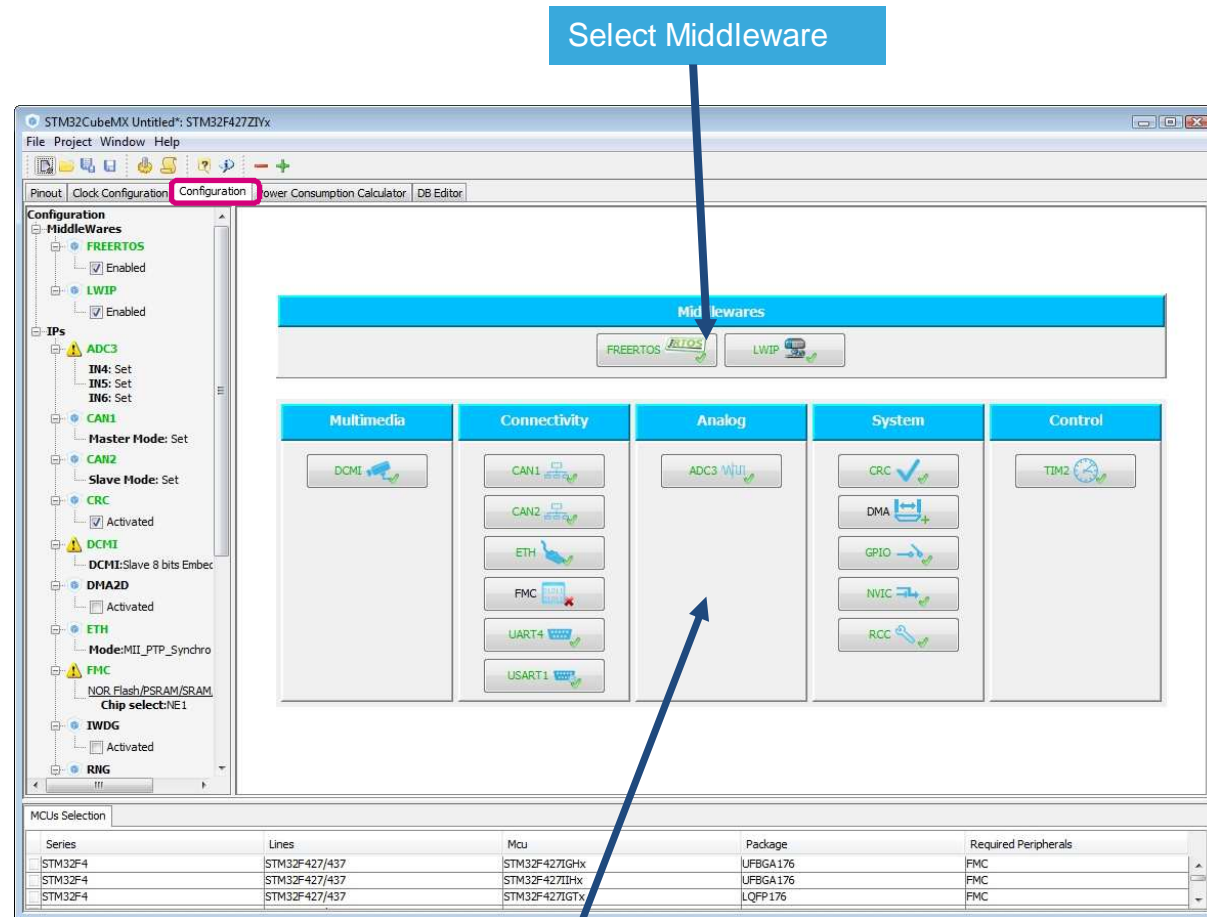 Select Middleware
STM32CubeMX Untitled*: STM32F427ZIYx
File Project Window Help
Pinout Clock Configuration Configuration Power Consumption Calculator DB Editor
Configuration
MiddleWares
FREERTOS
Enabled
LWIP
Enabled
IPs
ADC3
IN4: Set
IN5: Set
IN6: Set
CAN1
Master Mode: Set
CAN2
Slave Mode: Set
CRC
Activated
DCMI
DCMI:Slave 8 bits Embec
DMA2D
Activated
ETH
Mode:MII_PTP_Synchro
FMC
NOR Flash/PSRAM/SRAM
Chip select:NE1
IWDG
Activated
RNG
Middlewares
FREERTOS RTOS LWIP
Multimedia Connectivity Analog System Control
DCMI CAN1 ADC3 CRC TIM2
CAN2 DMA
ETH GPIO
FMC NVIC
UART4 RCC
USART1
MCUs Selection
Series Lines Mcu Package Required Peripherals
STM32F4 STM32F427/437 STM32F427IGHx UFBGA176 FMC
STM32F4 STM32F427/437 STM32F427IIHx UFBGA176 FMC
STM32F4 STM32F427/437 STM32F427IGTx LQFP176 FMC